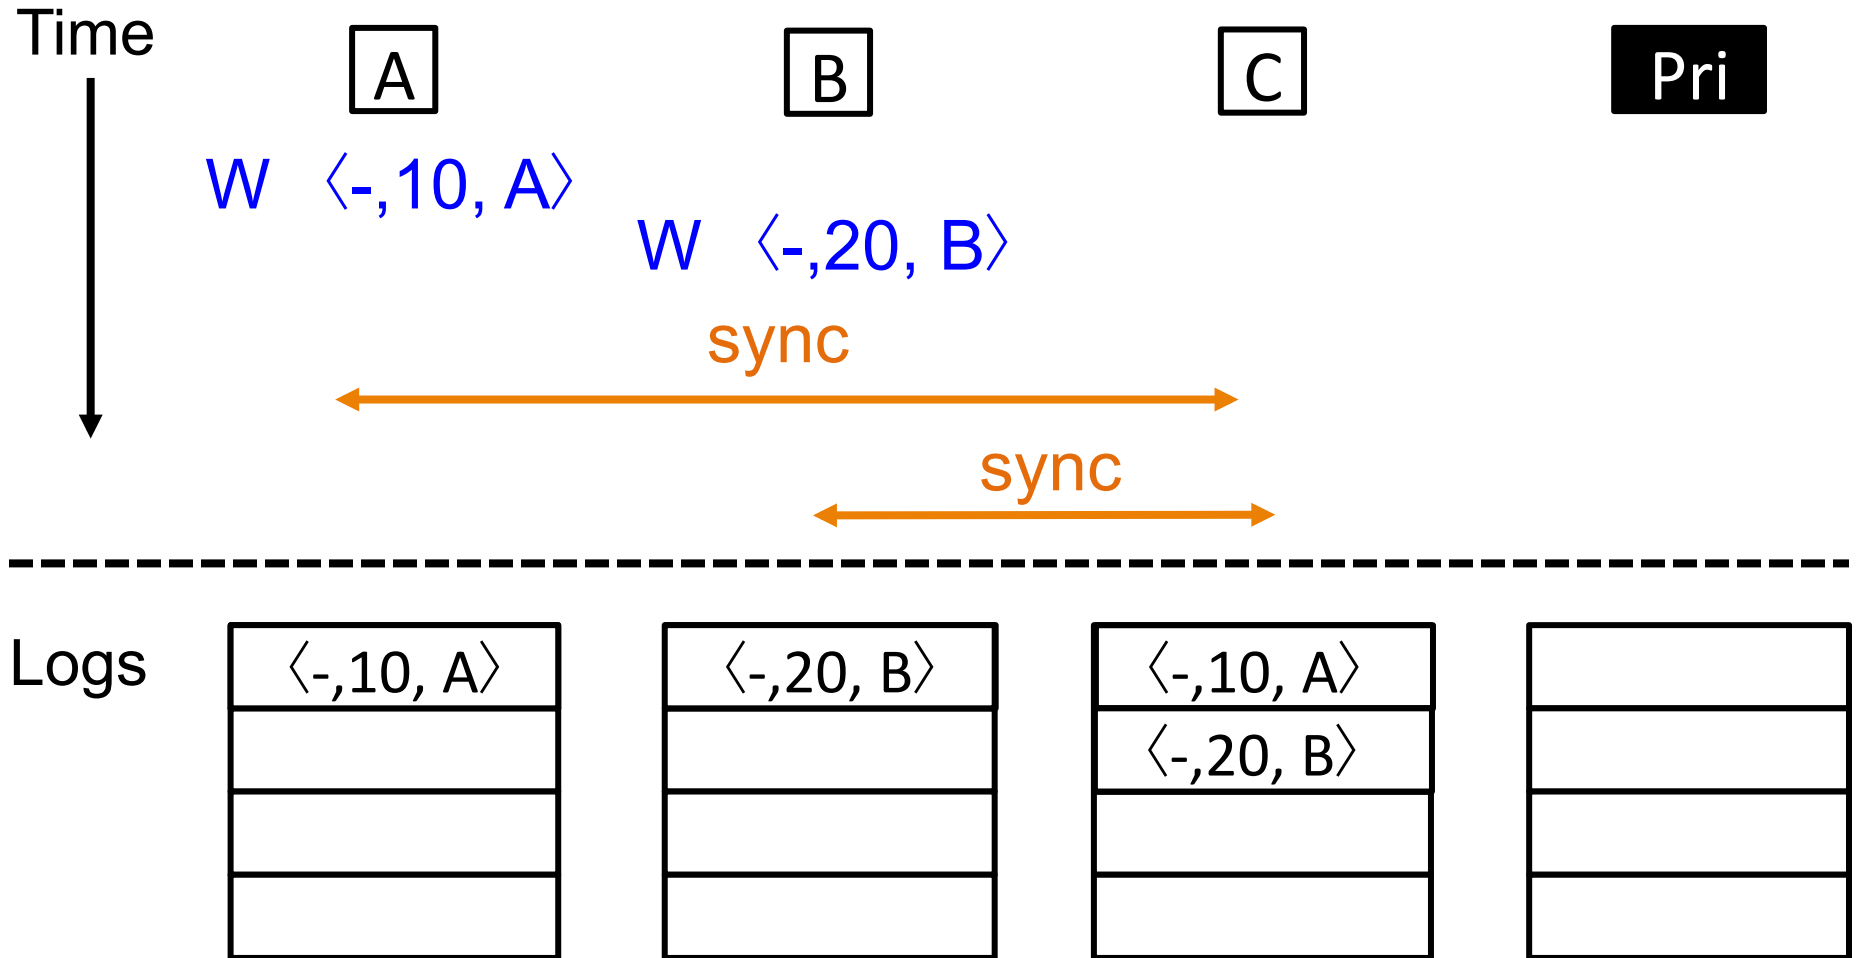 Time A B C Pri
W 〈-,10, A〉
W 〈-,20, B〉
sync
sync
Logs 〈-,10, A〉 〈-,20, B〉 〈-,10, A〉
〈-,20, B〉